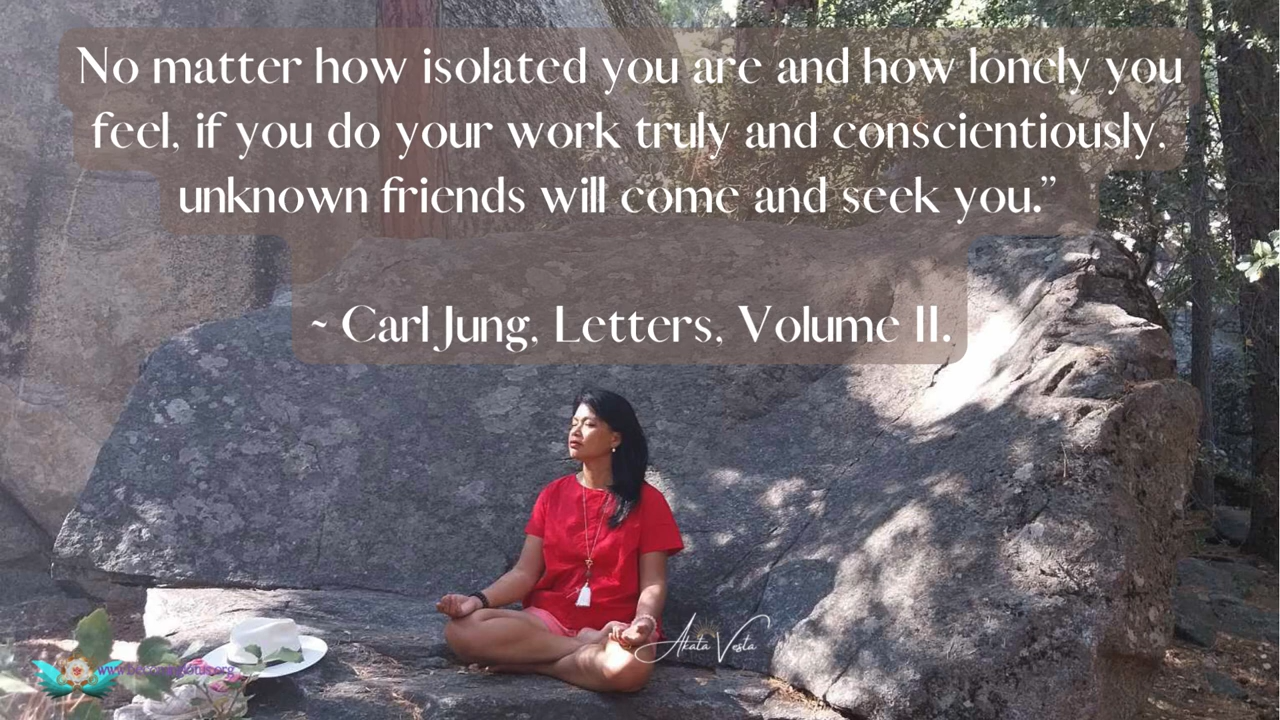 No matter how isolated you are and how lonely you
feel, if you do your work truly and conscientiously,
unknown friends will come and seek you.”
~ Carl Jung, Letters, Volume II.
Akata Vesta